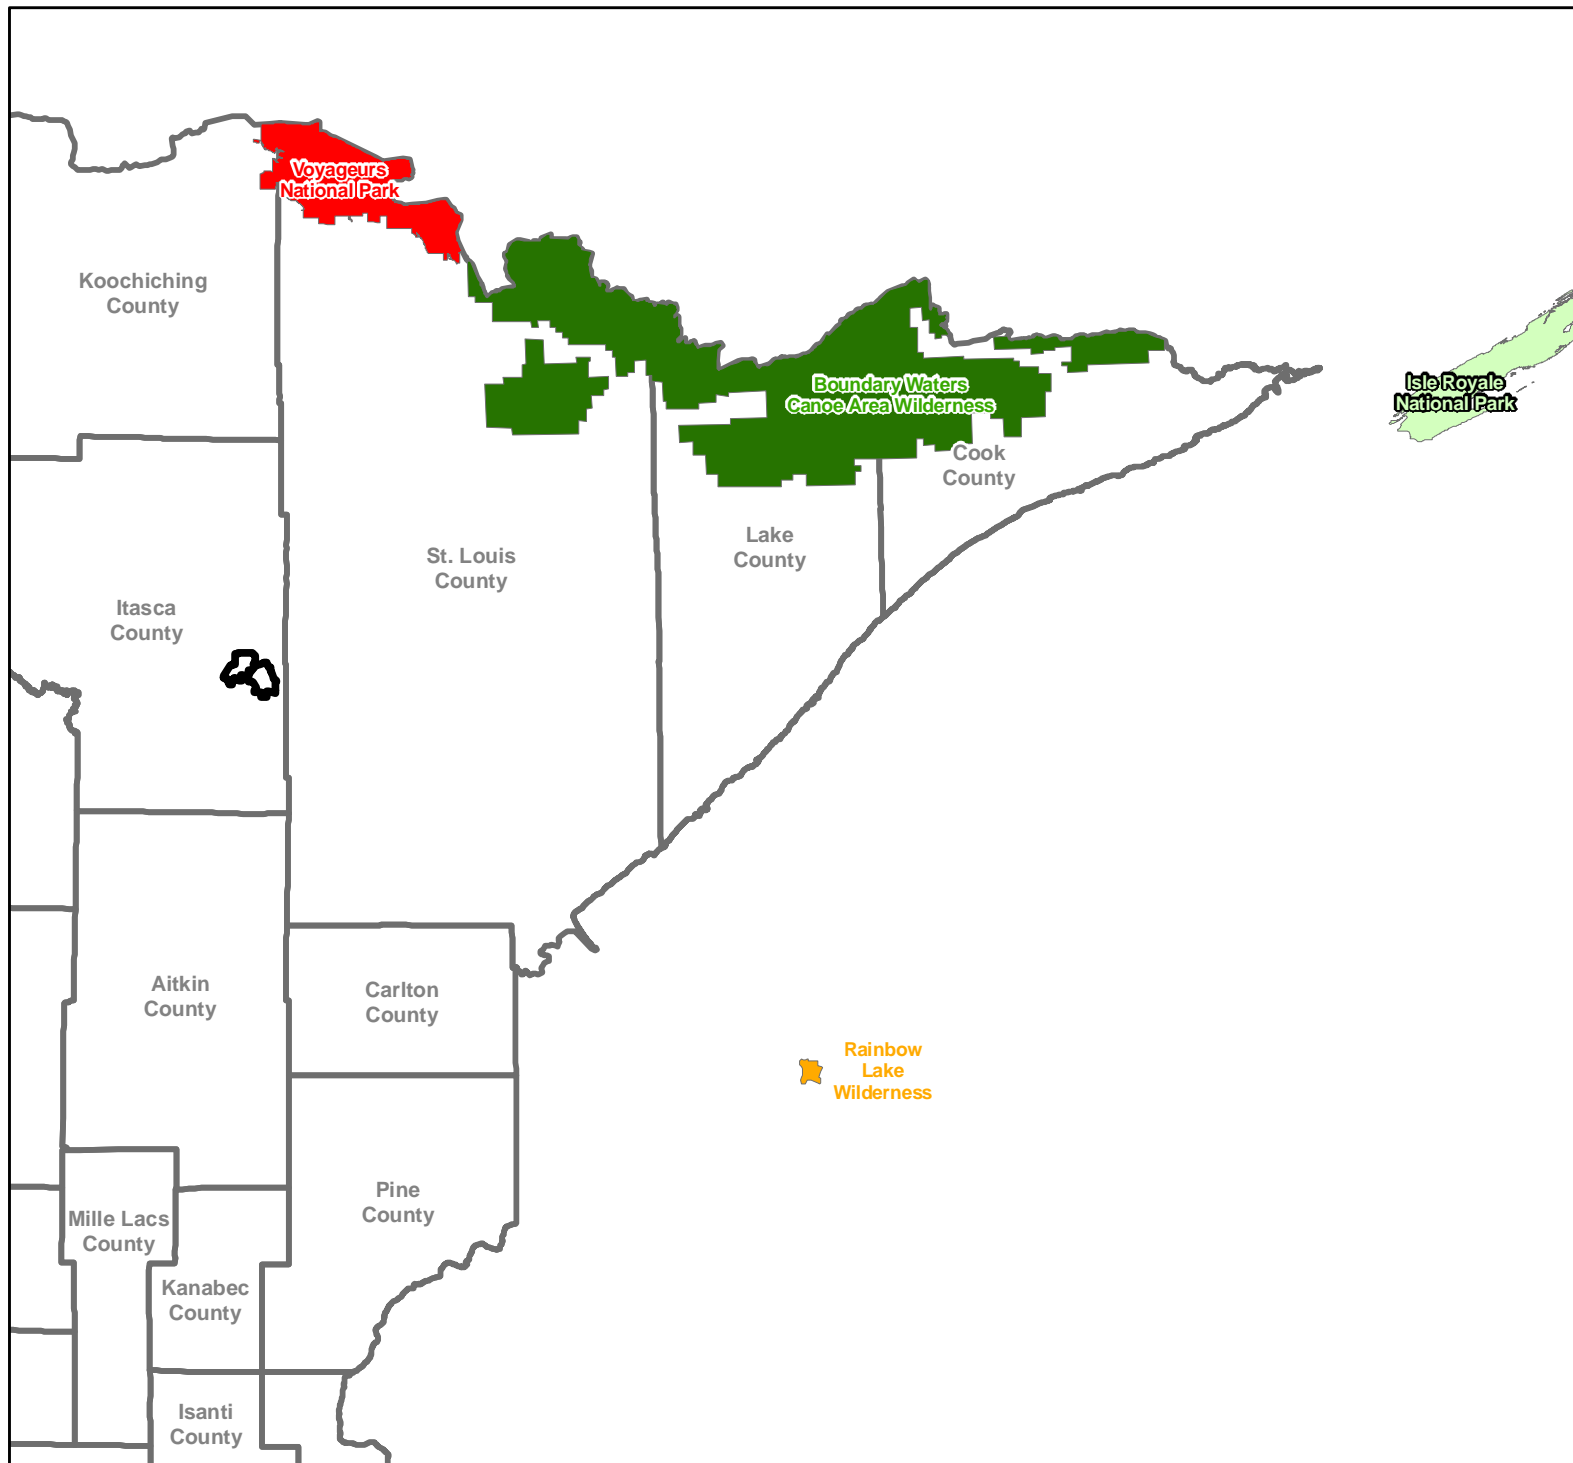 Voyageurs
National Park
Koochiching
County
Boundary Waters
Canoe Area Wilderness
Isle Royale
National Park
Cook
County
Lake
County
St. Louis
County
Itasca
County
Aitkin
County
Carlton
County
Rainbow
Lake
Wilderness
Pine
County
Mille Lacs
County
Kanabec
County
Isanti
County